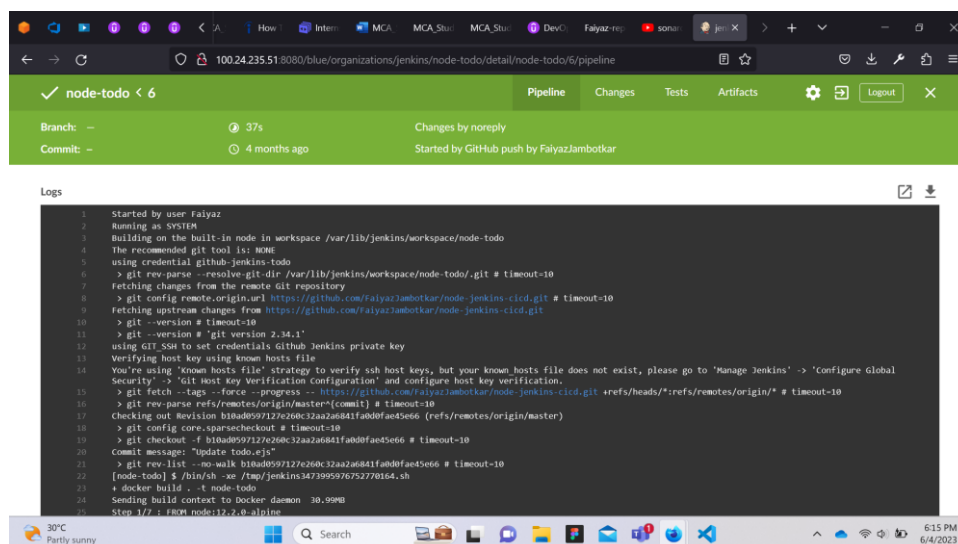 How
Intern
MCA_
MCA_Stud
MCA_Stud
DevO
Faiyaz-rep
sonar
jen
100.24.235.51:8080/blue/organizations/jenkins/node-todo/detail/node-todo/6/pipeline
node-todo < 6
Pipeline Changes Tests Artifacts Logout
Branch: — 37s Changes by noreply
Commit: — 4 months ago Started by GitHub push by FaiyazJambotkar
Logs
1 Started by user Faiyaz
2 Running as SYSTEM
3 Building on the built-in node in workspace /var/lib/jenkins/workspace/node-todo
4 The recommended git tool is: NONE
5 using credential github-jenkins-todo
6 > git rev-parse --resolve-git-dir /var/lib/jenkins/workspace/node-todo/.git # timeout=10
7 Fetching changes from the remote Git repository
8 > git config remote.origin.url https://github.com/FaiyazJambotkar/node-jenkins-cicd.git # timeout=10
9 Fetching upstream changes from https://github.com/FaiyazJambotkar/node-jenkins-cicd.git
10 > git --version # timeout=10
11 > git --version # 'git version 2.34.1'
12 using GIT_SSH to set credentials Github Jenkins private key
13 Verifying host key using known hosts file
14 You're using 'Known hosts file' strategy to verify ssh host keys, but your known_hosts file does not exist, please go to 'Manage Jenkins' -> 'Configure Global
Security' -> 'Git Host Key Verification Configuration' and configure host key verification.
15 > git fetch --tags --force --progress -- https://github.com/FaiyazJambotkar/node-jenkins-cicd.git +refs/heads/*:refs/remotes/origin/* # timeout=10
16 > git rev-parse refs/remotes/origin/master^{commit} # timeout=10
17 Checking out Revision b10ad0597127e260c32aa2a6841fa0d0fae45e66 (refs/remotes/origin/master)
18 > git config core.sparsecheckout # timeout=10
19 > git checkout -f b10ad0597127e260c32aa2a6841fa0d0fae45e66 # timeout=10
20 Commit message: "Update todo.ejs"
21 > git rev-list --no-walk b10ad0597127e260c32aa2a6841fa0d0fae45e66 # timeout=10
22 [node-todo] $ /bin/sh -xe /tmp/jenkins3473995976752770164.sh
23 + docker build . -t node-todo
24 Sending build context to Docker daemon 30.99MB
25 Step 1/7 : FROM node:12.2.0-alpine
30°C
Partly sunny
Search
6:15 PM
6/4/2023